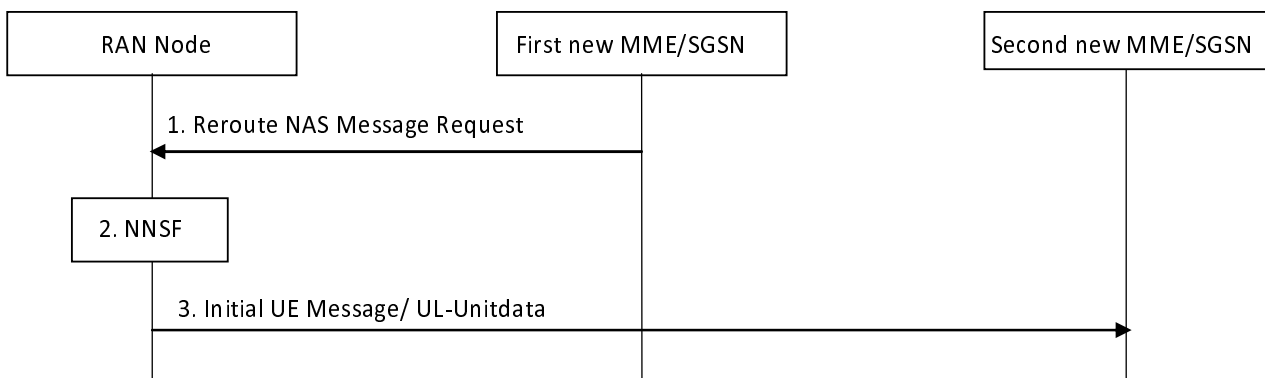 RAN Node
First new MME/SGSN
Second new MME/SGSN
1. Reroute NAS Message Request
2. NNSF
3. Initial UE Message/ UL-Unitdata